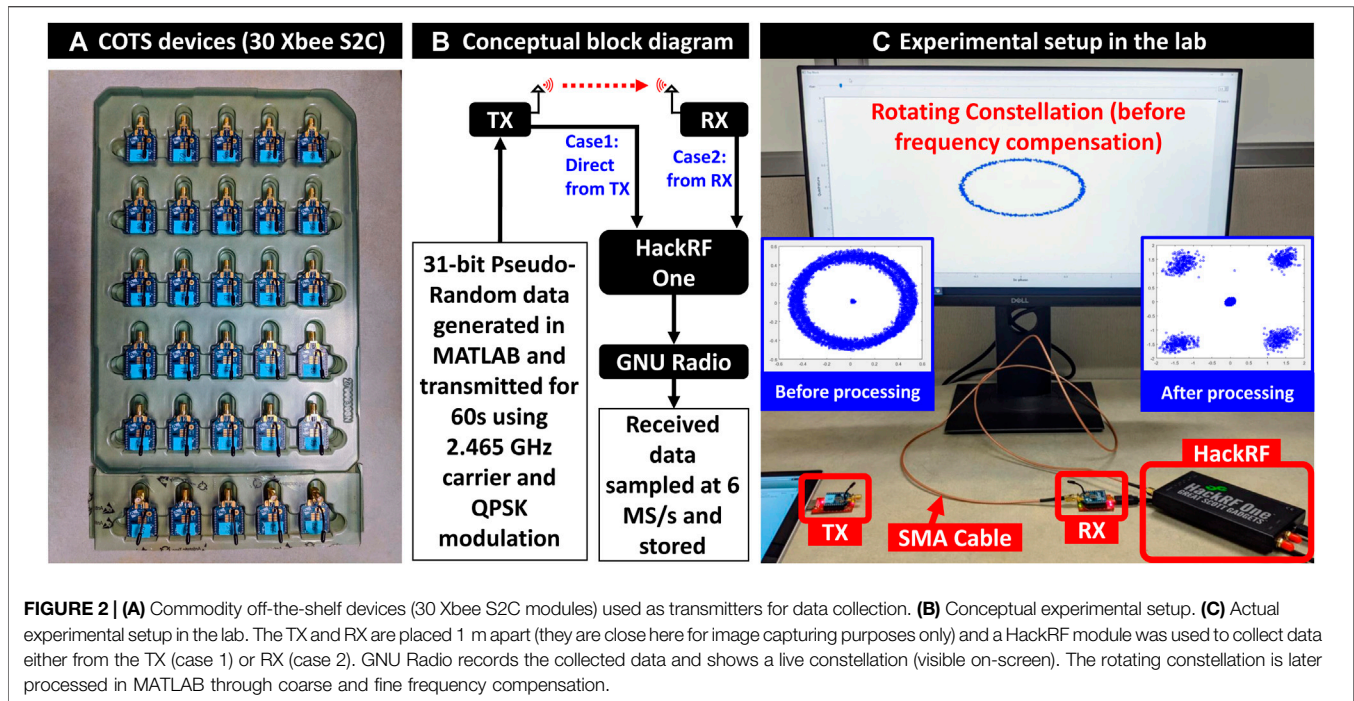 A COTS devices (30 Xbee S2C)
B Conceptual block diagram
TX
RX
Case1:
Direct
from TX
Case2:
from RX
HackRF
One
GNU Radio
31-bit Pseudo-
Random data
generated in
MATLAB and
transmitted for
60s using
2.465 GHz
carrier and
QPSK
modulation
Received
data
sampled at 6
MS/s and
stored
C Experimental setup in the lab
Rotating Constellation (before
frequency compensation)
Before processing
After processing
DELL
HackRF
HackRF One
GREAT SCOTT GADGETS
TX
SMA Cable
RX
FIGURE 2 | (A) Commodity off-the-shelf devices (30 Xbee S2C modules) used as transmitters for data collection. (B) Conceptual experimental setup. (C) Actual
experimental setup in the lab. The TX and RX are placed 1 m apart (they are close here for image capturing purposes only) and a HackRF module was used to collect data
either from the TX (case 1) or RX (case 2). GNU Radio records the collected data and shows a live constellation (visible on-screen). The rotating constellation is later
processed in MATLAB through coarse and fine frequency compensation.